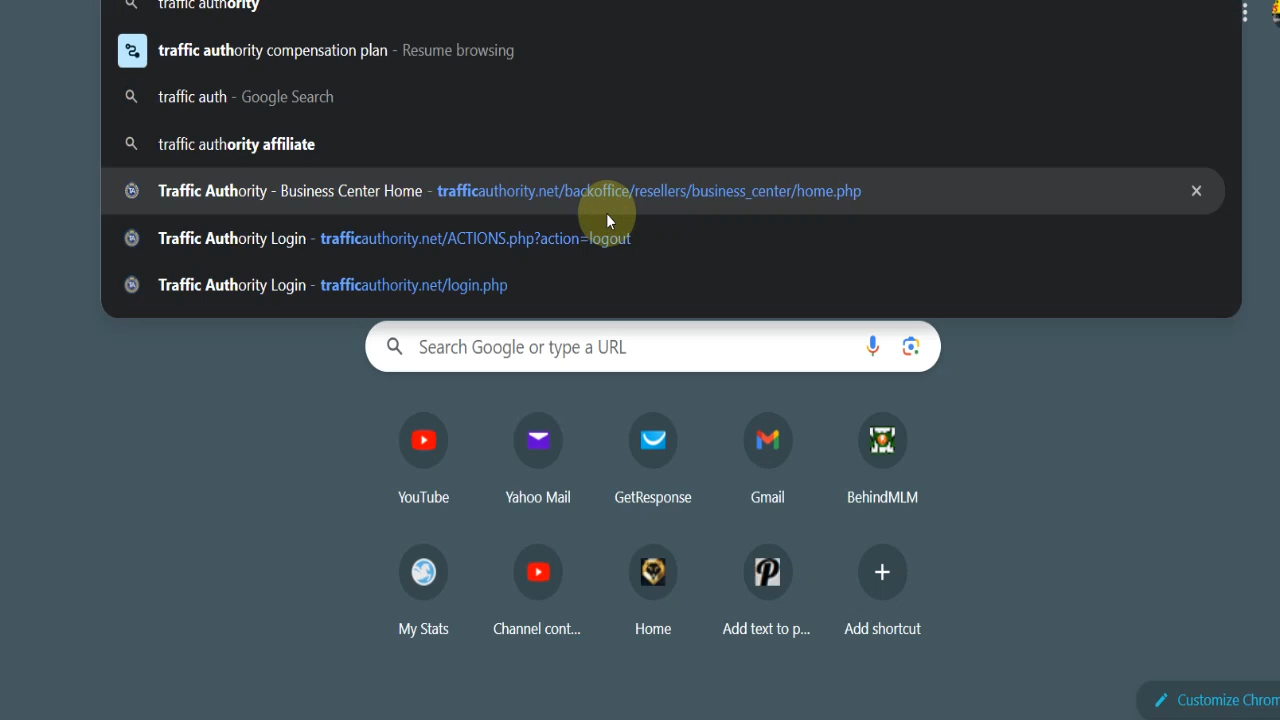 traffic authority
traffic authority compensation plan - Resume browsing
traffic auth - Google Search
traffic authority affiliate
Traffic Authority - Business Center Home - trafficauthority.net/backoffice/resellers/business_center/home.php
Traffic Authority Login - trafficauthority.net/ACTIONS.php?action=logout
Traffic Authority Login - trafficauthority.net/login.php
Search Google or type a URL
YouTube Yahoo Mail GetResponse Gmail BehindMLM
My Stats Channel cont... Home Add text to p... Add shortcut
Customize Chrom